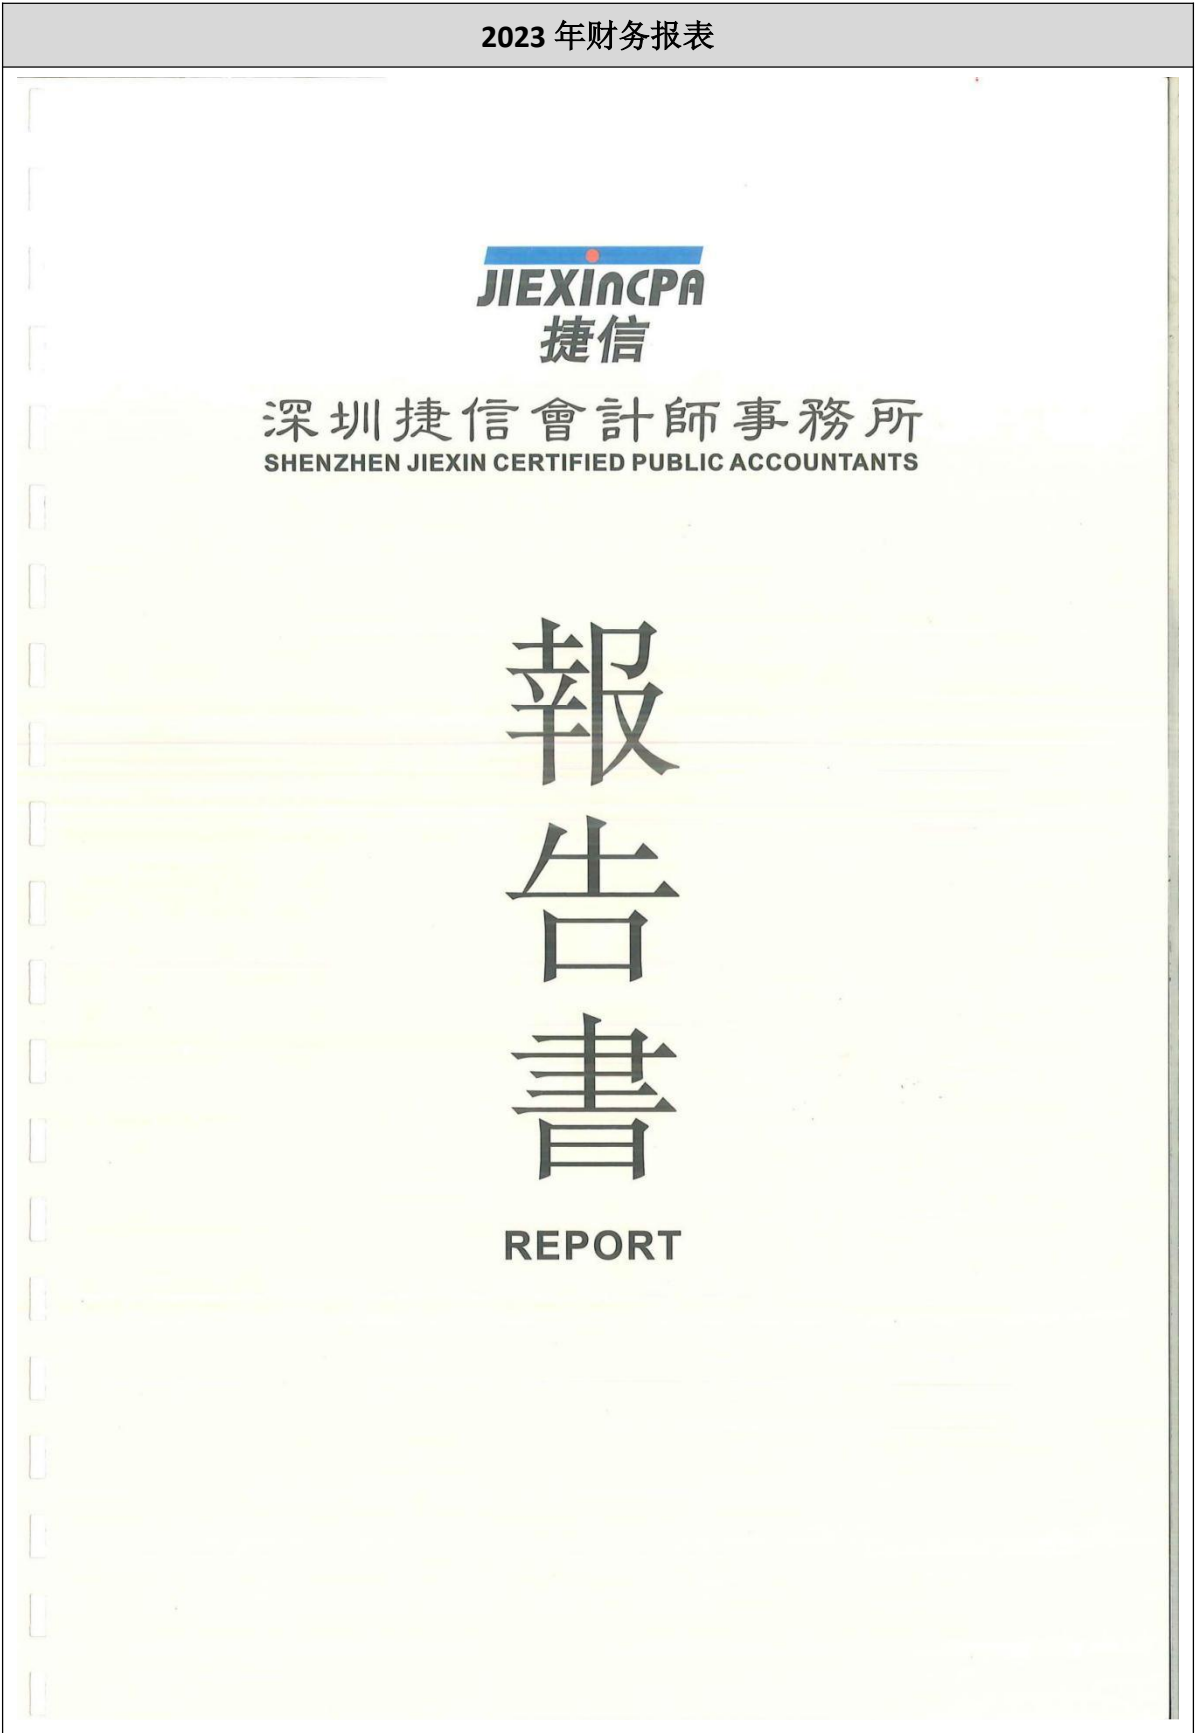 2023 年财务报表
JIEXINCPA
捷信
深圳捷信會計師事務所
SHENZHEN JIEXIN CERTIFIED PUBLIC ACCOUNTANTS
報
告
書
REPORT